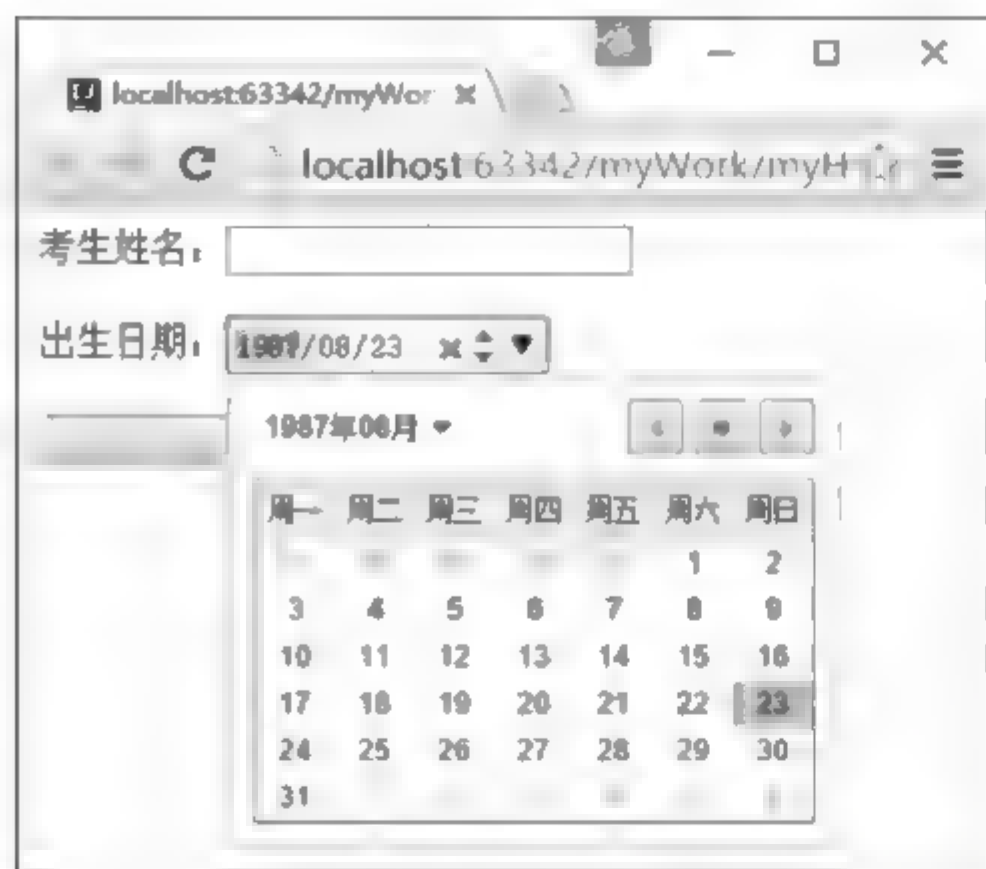 localhost:63342/myWor
localhost:63342/myWork/myH
考生姓名:
出生日期: 1987/08/23
1987年08月
周一 周二 周三 周四 周五 周六 周日
1 2
3 4 5 6 7 8 9
10 11 12 13 14 15 16
17 18 19 20 21 22 23
24 25 26 27 28 29 30
31